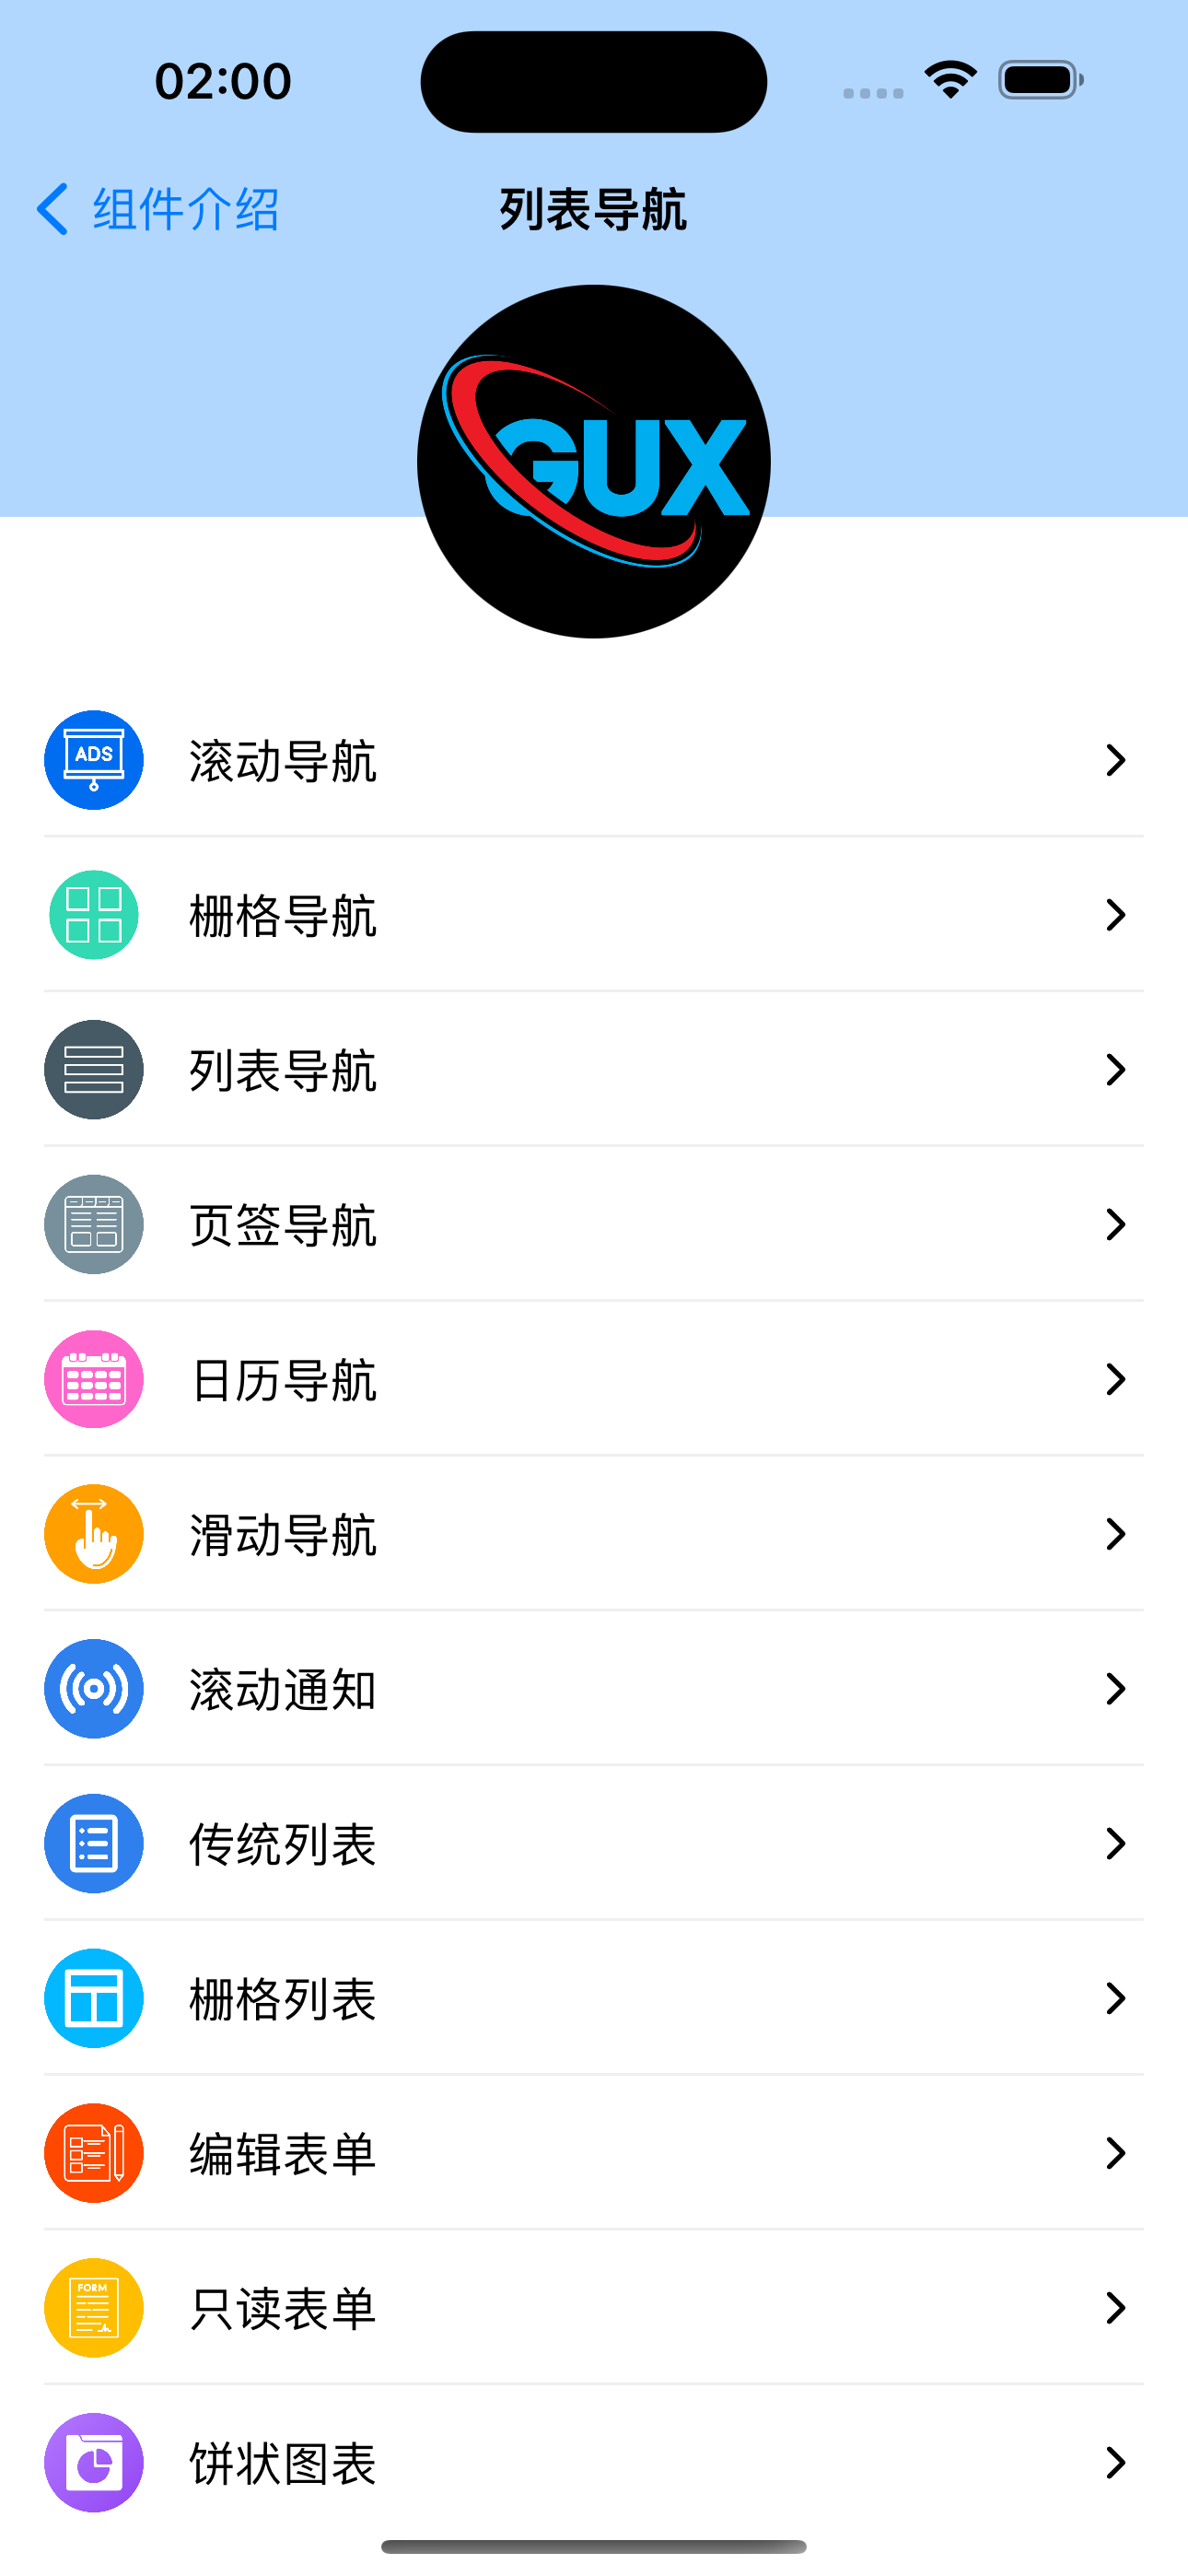 02:00
组件介绍
列表导航
GUX
ADS
滚动导航
栅格导航
列表导航
页签导航
日历导航
滑动导航
滚动通知
传统列表
栅格列表
编辑表单
FORM
只读表单
饼状图表